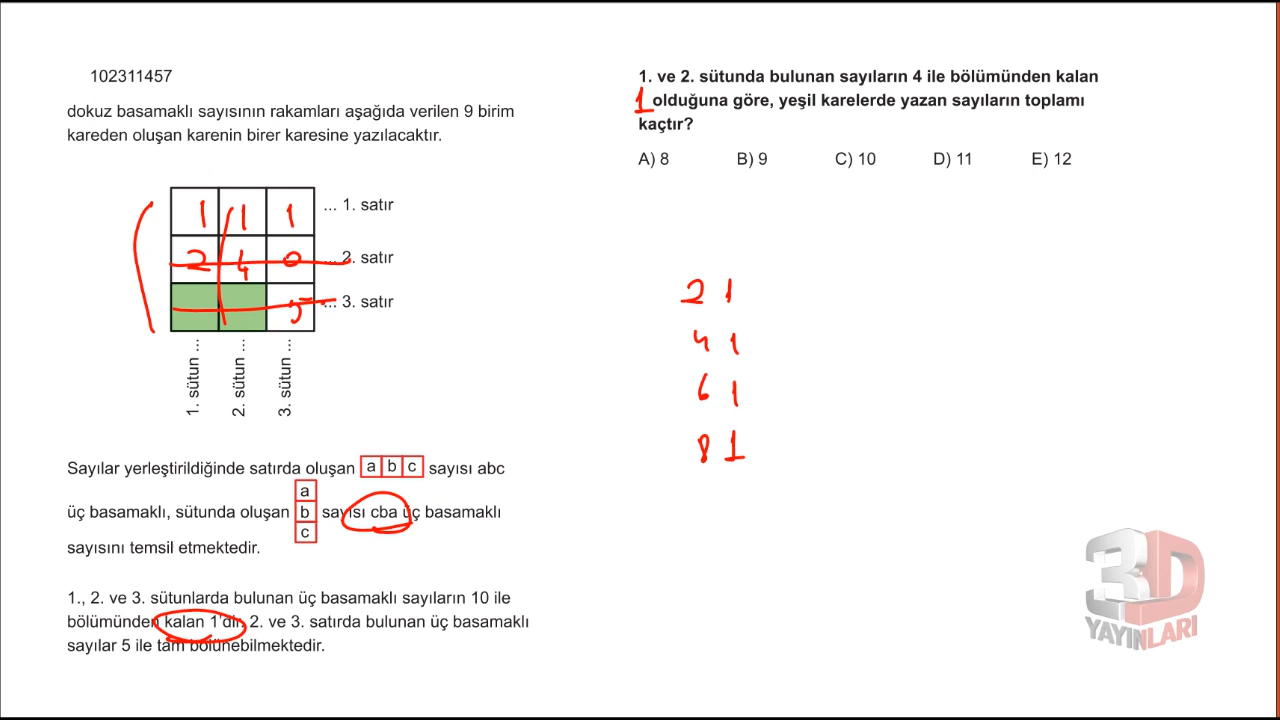 102311457
dokuz basamaklı sayısının rakamları aşağıda verilen 9 birim
kareden oluşan karenin birer karesine yazılacaktır.
1 1 1 ... 1. satır
2 4 0 ... 2. satır
5 ... 3. satır
1. sütun ...
2. sütun ...
3. sütun ...
Sayılar yerleştirildiğinde satırda oluşan a b c sayısı abc
a
üç basamaklı, sütunda oluşan b sayısı cba üç basamaklı
c
sayısını temsil etmektedir.
1., 2. ve 3. sütunlarda bulunan üç basamaklı sayıların 10 ile
bölümünden kalan 1'dir. 2. ve 3. satırda bulunan üç basamaklı
sayılar 5 ile tam bölünebilmektedir.
1. ve 2. sütunda bulunan sayıların 4 ile bölümünden kalan
1 olduğuna göre, yeşil karelerde yazan sayıların toplamı
kaçtır?
A) 8 B) 9 C) 10 D) 11 E) 12
2 1
4 1
6 1
8 1
3D
YAYINLARI